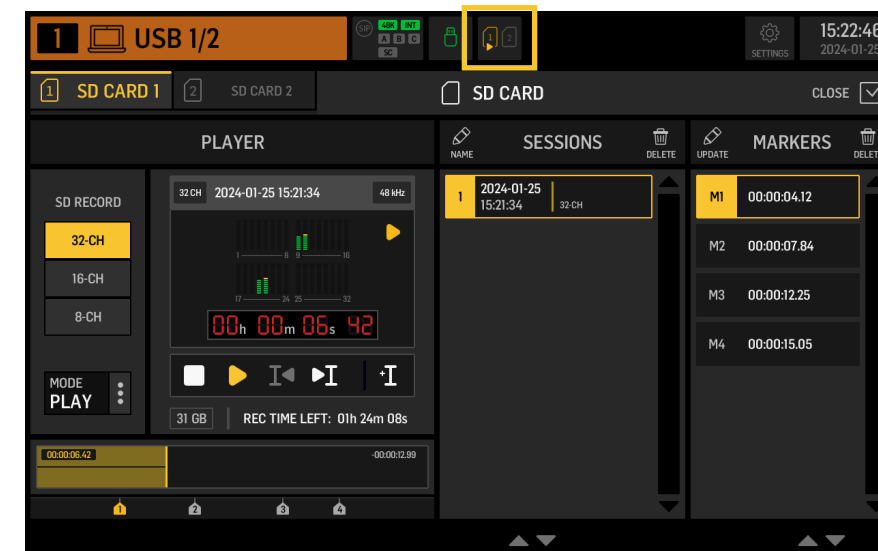 1 USB 1/2
SIP 48K INT
A B C
SC
1 2
SETTINGS
15:22:46
2024-01-25
1 SD CARD 1
2 SD CARD 2
SD CARD
CLOSE
PLAYER
NAME
SESSIONS
DELETE
UPDATE
MARKERS
DELET
SD RECORD
32-CH
16-CH
8-CH
MODE
PLAY
32 CH 2024-01-25 15:21:34 48 kHz
1 8 9 16
17 24 25 32
00h 00m 06s 42
+
31 GB REC TIME LEFT: 01h 24m 08s
00:00:06.42 -00:00:12.99
1 2 3 4
1 2024-01-25
15:21:34 32-CH
M1 00:00:04.12
M2 00:00:07.84
M3 00:00:12.25
M4 00:00:15.05